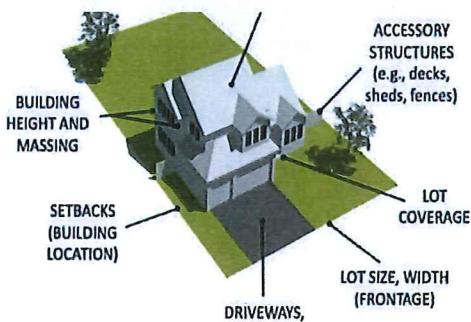 ACCESSORY
STRUCTURES
(e.g., decks,
sheds, fences)
BUILDING
HEIGHT AND
MASSING
LOT
COVERAGE
SETBACKS
(BUILDING
LOCATION)
LOT SIZE, WIDTH
(FRONTAGE)
DRIVEWAYS,